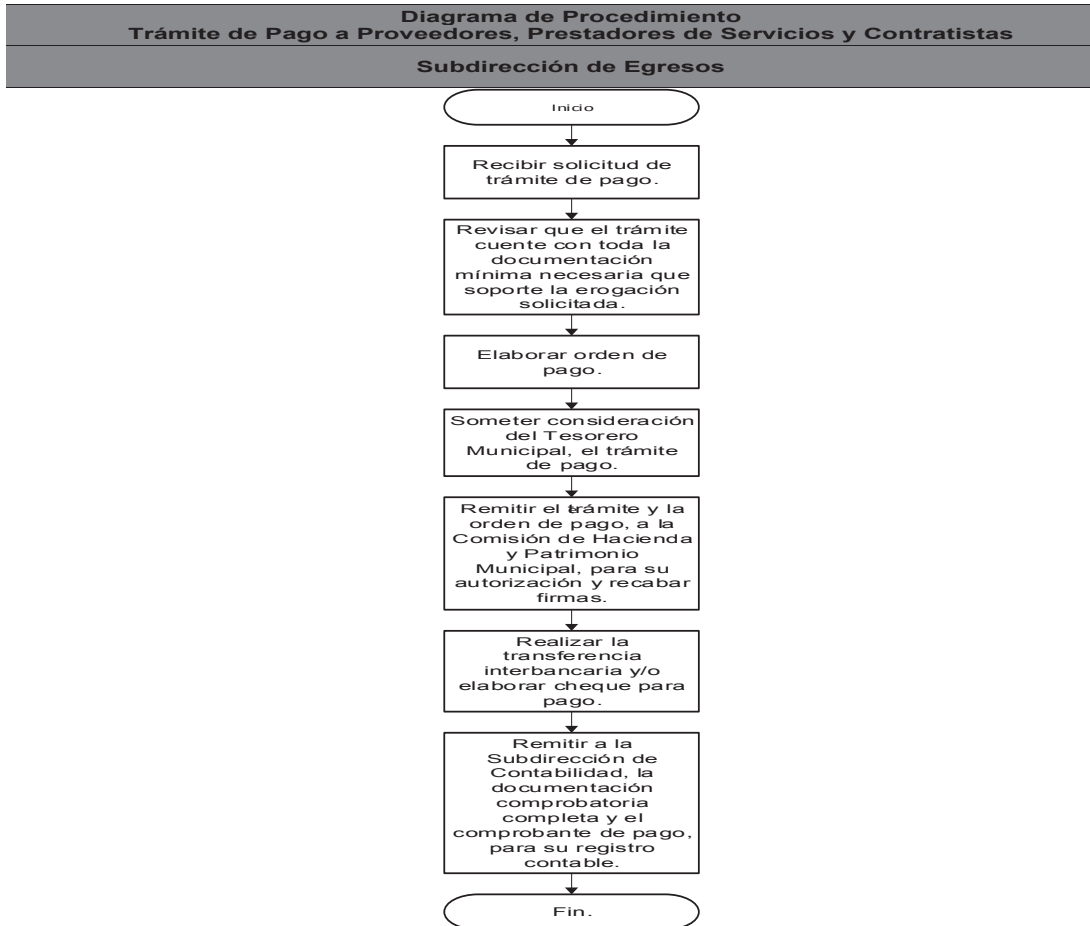 Diagrama de Procedimiento
Trámite de Pago a Proveedores, Prestadores de Servicios y Contratistas
Subdirección de Egresos
Inicio
Recibir solicitud de
trámite de pago.
Revisar que el trámite
cuente con toda la
documentación
mínima necesaria que
soporte la erogación
solicitada.
Elaborar orden de
pago.
Someter consideración
del Tesorero
Municipal, el trámite
de pago.
Remitir el trámite y la
orden de pago, a la
Comisión de Hacienda
y Patrimonio
Municipal, para su
autorización y recabar
firmas.
Realizar la
transferencia
interbancaria y/o
elaborar cheque para
pago.
Remitir a la
Subdirección de
Contabilidad, la
documentación
comprobatoria
completa y el
comprobante de pago,
para su registro
contable.
Fin.